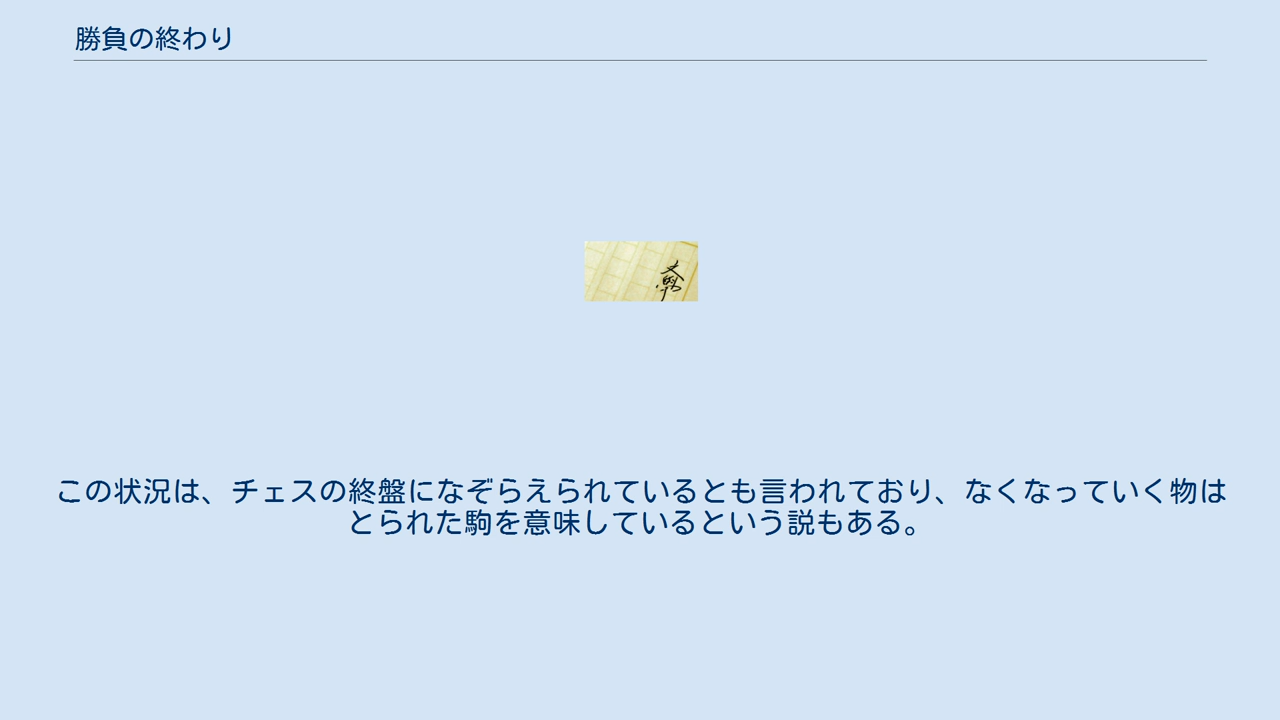 勝負の終わり
この状況は、チェスの終盤になぞらえられているとも言われており、なくなっていく物は
とられた駒を意味しているという説もある。